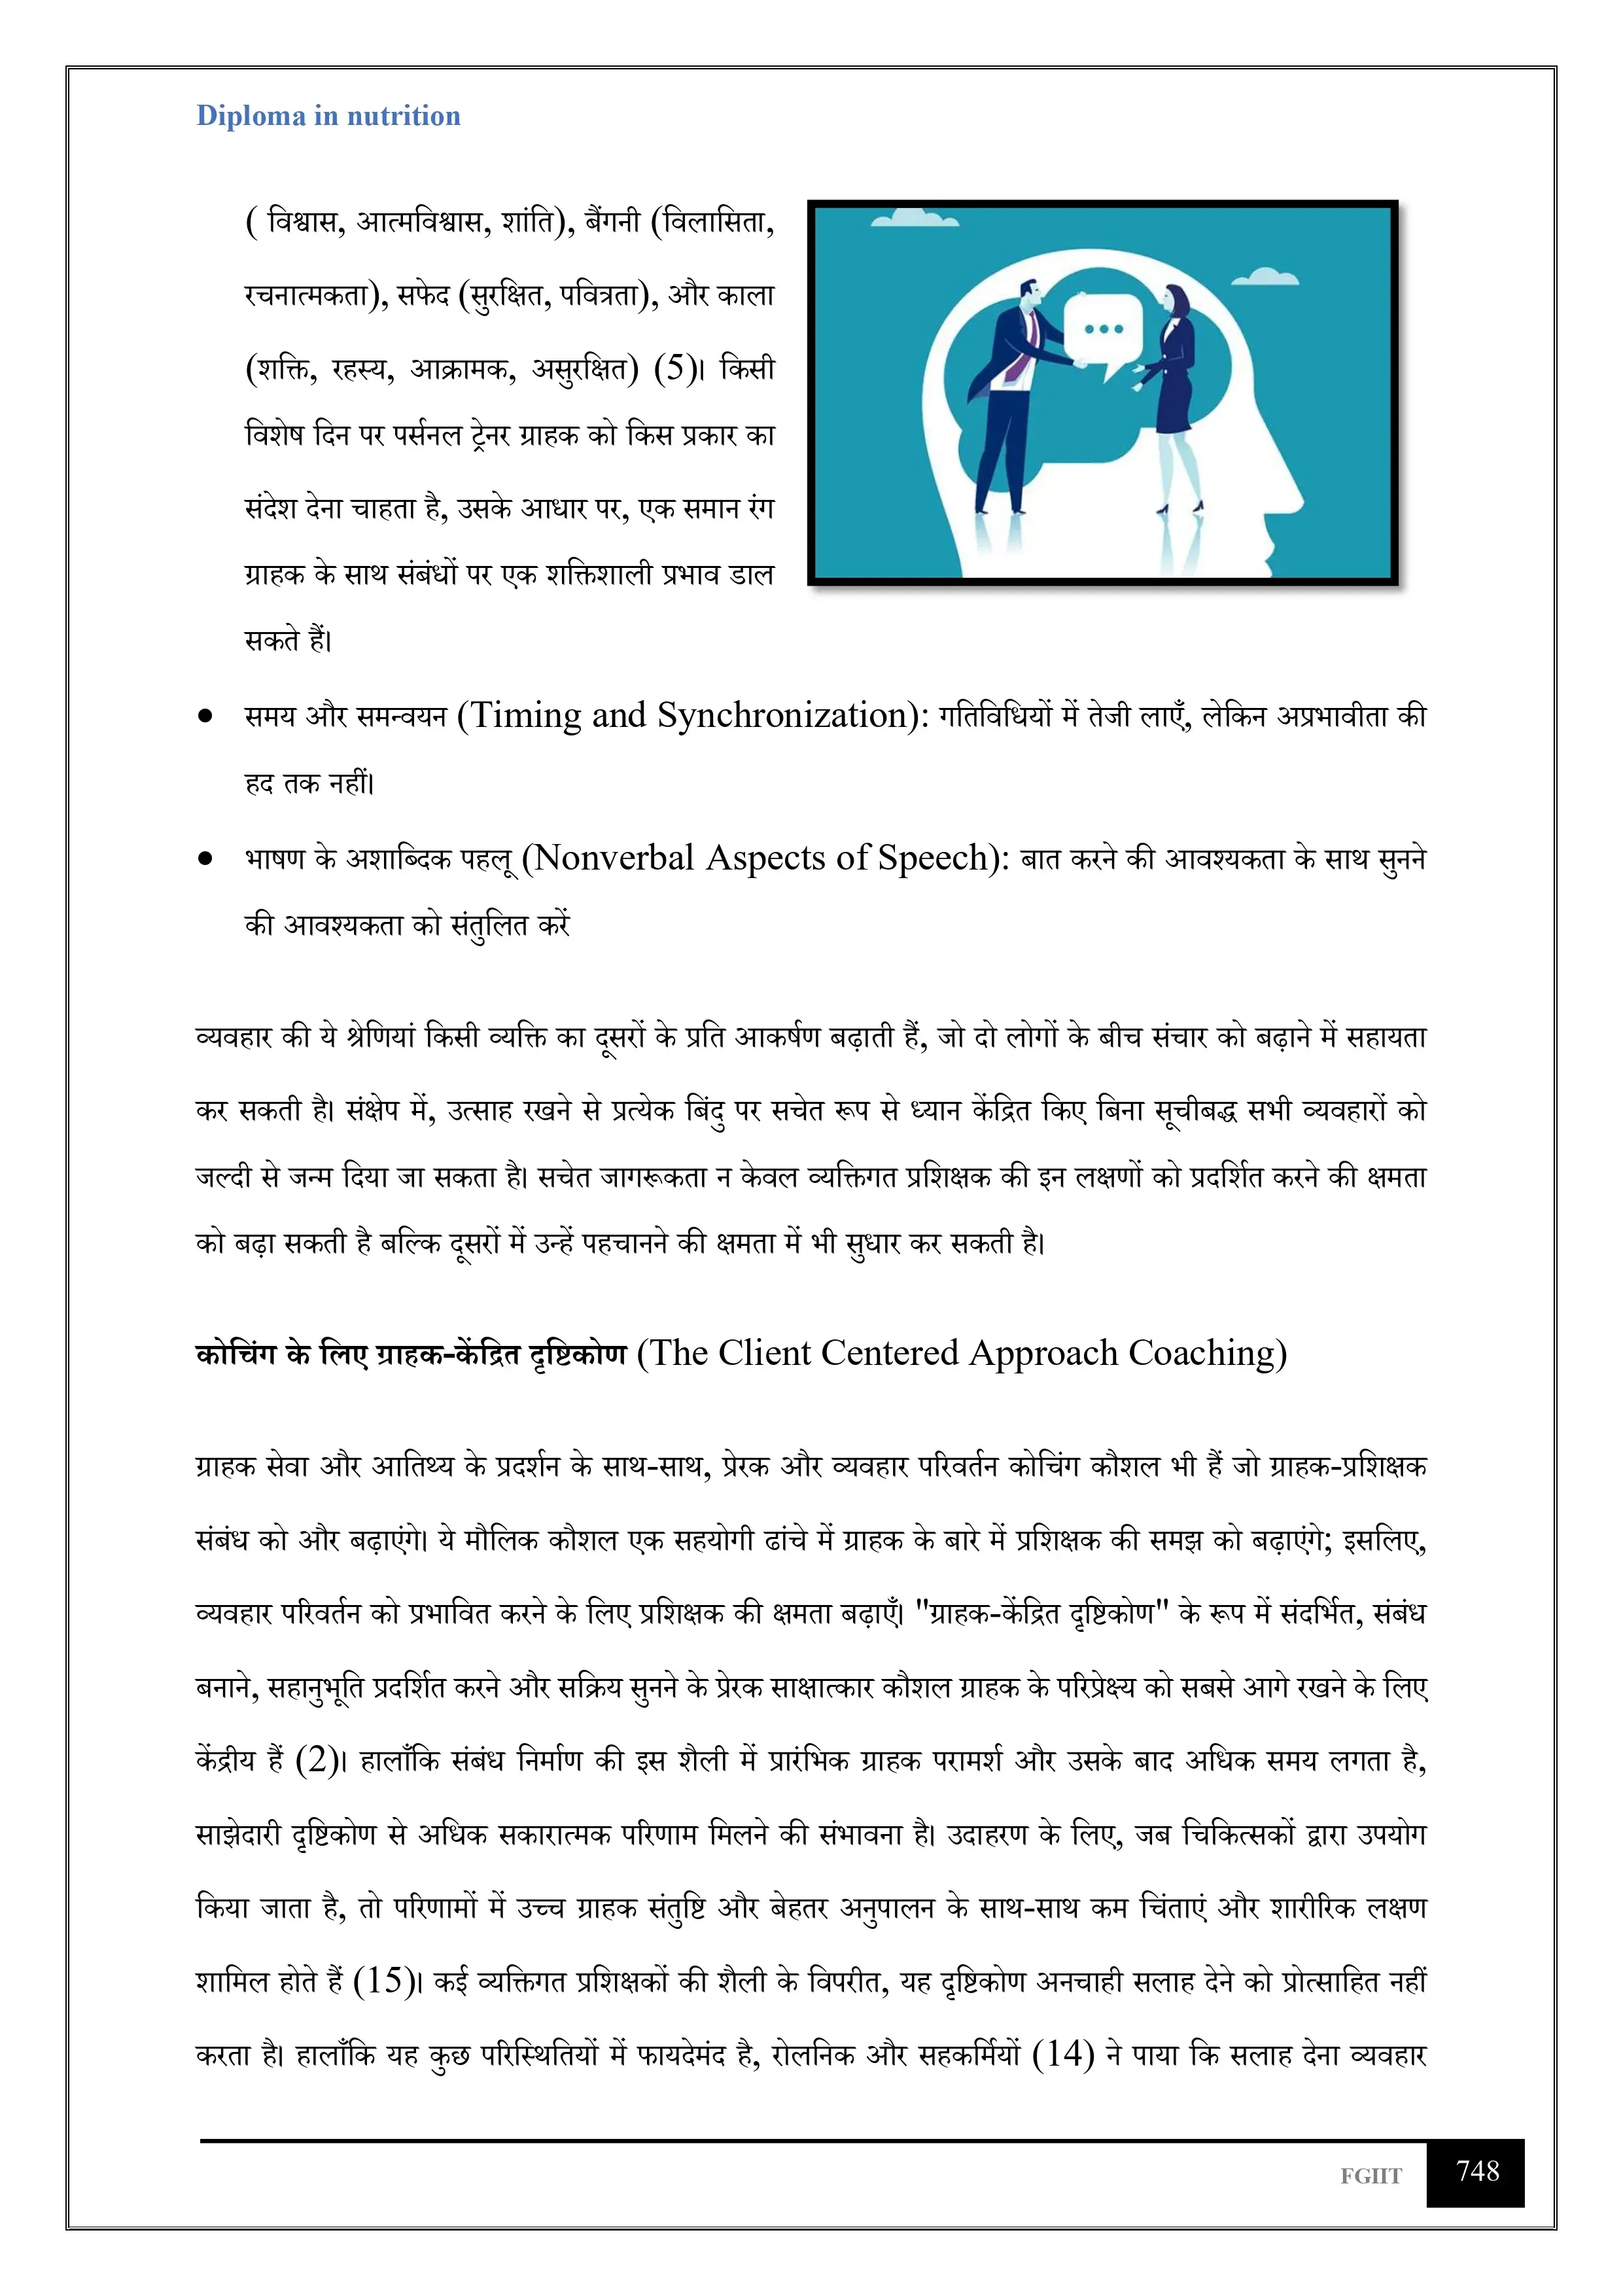 Diploma in nutrition
( विश्वास, आत्मविश्वास, शांति), बैंगनी (विलासिता,
रचनात्मकता), सफेद (सुरक्षित, पवित्रता), और काला
(शक्ति, रहस्य, आक्रामक, असुरक्षित) (5)। किसी
विशेष दिन पर पर्सनल ट्रेनर ग्राहक को किस प्रकार का
संदेश देना चाहता है, उसके आधार पर, एक समान रंग
ग्राहक के साथ संबंधों पर एक शक्तिशाली प्रभाव डाल
सकते हैं।
• समय और समन्वयन (Timing and Synchronization): गतिविधियों में तेजी लाएँ, लेकिन अप्रभावीता की
हद तक नहीं।
• भाषण के अशाब्दिक पहलू (Nonverbal Aspects of Speech): बात करने की आवश्यकता के साथ सुनने
की आवश्यकता को संतुलित करें
व्यवहार की ये श्रेणियां किसी व्यक्ति का दूसरों के प्रति आकर्षण बढ़ाती हैं, जो दो लोगों के बीच संचार को बढ़ाने में सहायता
कर सकती है। संक्षेप में, उत्साह रखने से प्रत्येक बिंदु पर सचेत रूप से ध्यान केंद्रित किए बिना सूचीबद्ध सभी व्यवहारों को
जल्दी से जन्म दिया जा सकता है। सचेत जागरूकता न केवल व्यक्तिगत प्रशिक्षक की इन लक्षणों को प्रदर्शित करने की क्षमता
को बढ़ा सकती है बल्कि दूसरों में उन्हें पहचानने की क्षमता में भी सुधार कर सकती है।
कोचिंग के लिए ग्राहक-केंद्रित दृष्टिकोण (The Client Centered Approach Coaching)
ग्राहक सेवा और आतिथ्य के प्रदर्शन के साथ-साथ, प्रेरक और व्यवहार परिवर्तन कोचिंग कौशल भी हैं जो ग्राहक-प्रशिक्षक
संबंध को और बढ़ाएंगे। ये मौलिक कौशल एक सहयोगी ढांचे में ग्राहक के बारे में प्रशिक्षक की समझ को बढ़ाएंगे; इसलिए,
व्यवहार परिवर्तन को प्रभावित करने के लिए प्रशिक्षक की क्षमता बढ़ाएँ। "ग्राहक-केंद्रित दृष्टिकोण" के रूप में संदर्भित, संबंध
बनाने, सहानुभूति प्रदर्शित करने और सक्रिय सुनने के प्रेरक साक्षात्कार कौशल ग्राहक के परिप्रेक्ष्य को सबसे आगे रखने के लिए
केंद्रीय हैं (2)। हालाँकि संबंध निर्माण की इस शैली में प्रारंभिक ग्राहक परामर्श और उसके बाद अधिक समय लगता है,
साझेदारी दृष्टिकोण से अधिक सकारात्मक परिणाम मिलने की संभावना है। उदाहरण के लिए, जब चिकित्सकों द्वारा उपयोग
किया जाता है, तो परिणामों में उच्च ग्राहक संतुष्टि और बेहतर अनुपालन के साथ-साथ कम चिंताएं और शारीरिक लक्षण
शामिल होते हैं (15)। कई व्यक्तिगत प्रशिक्षकों की शैली के विपरीत, यह दृष्टिकोण अनचाही सलाह देने को प्रोत्साहित नहीं
करता है। हालाँकि यह कुछ परिस्थितियों में फायदेमंद है, रोलनिक और सहकर्मियों (14) ने पाया कि सलाह देना व्यवहार
FGIIT 748